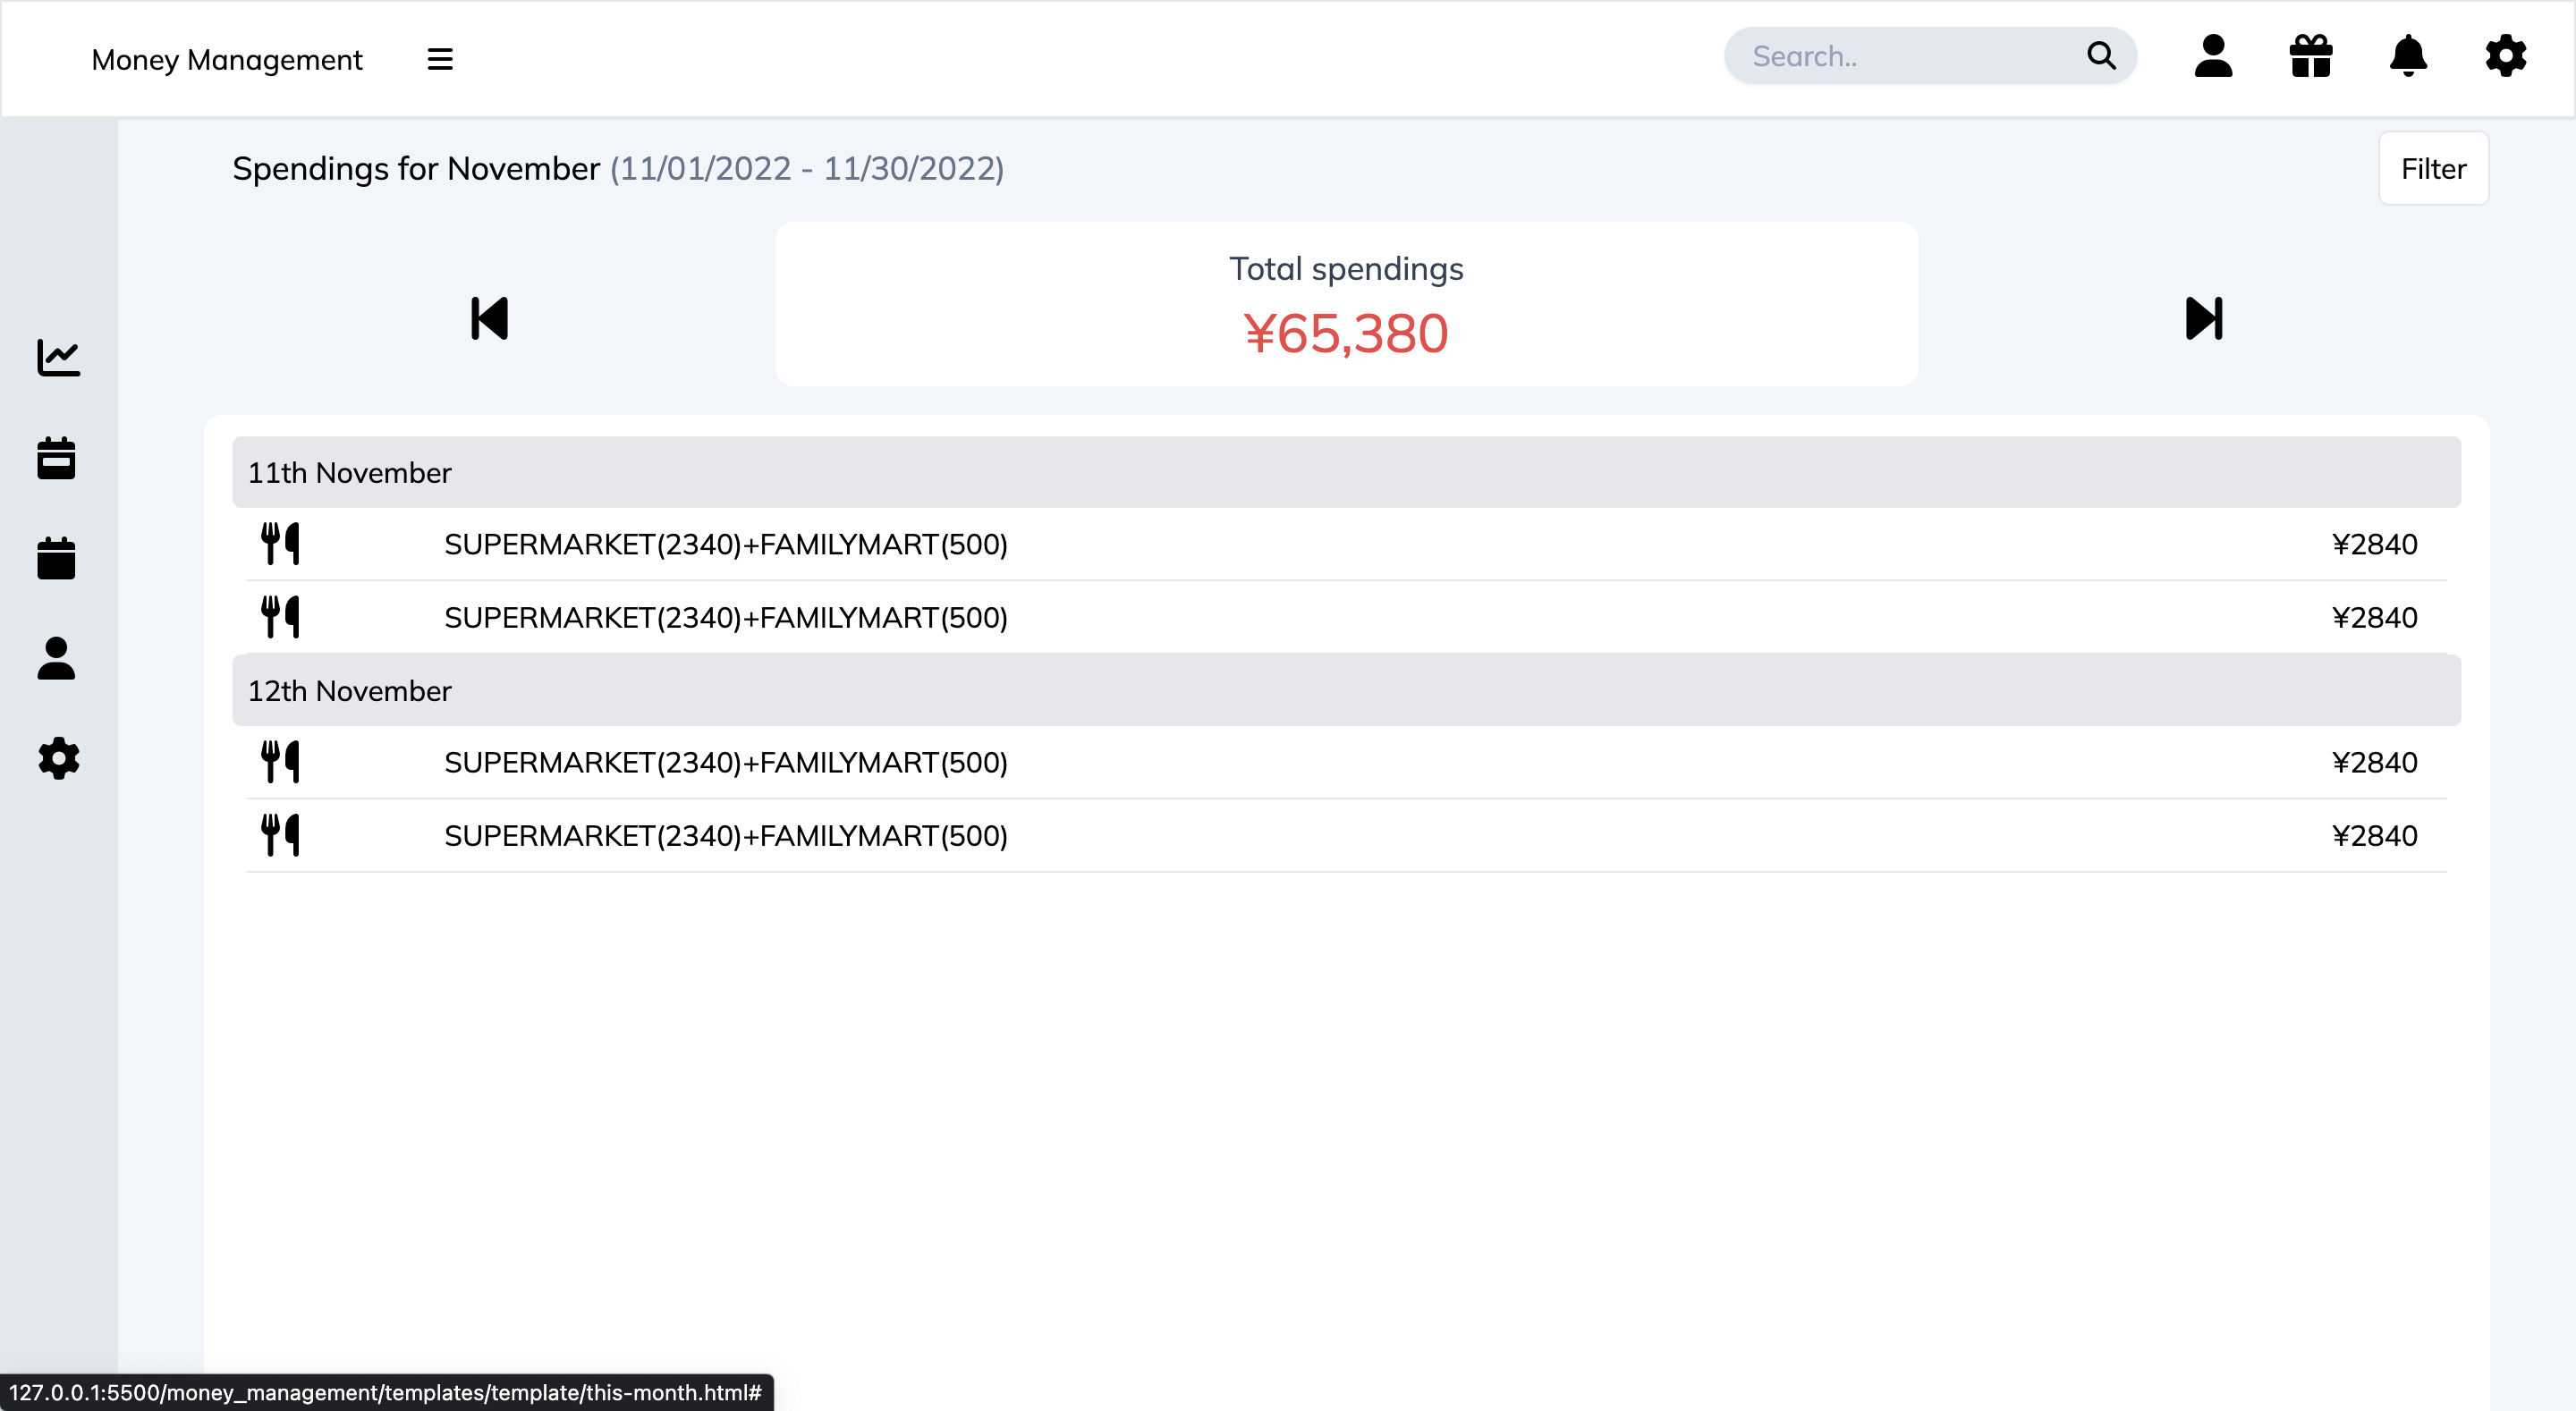 Money Management
Search..
Spendings for November (11/01/2022 - 11/30/2022)
Filter
Total spendings
¥65,380
11th November
SUPERMARKET(2340)+FAMILYMART(500) ¥2840
SUPERMARKET(2340)+FAMILYMART(500) ¥2840
12th November
SUPERMARKET(2340)+FAMILYMART(500) ¥2840
SUPERMARKET(2340)+FAMILYMART(500) ¥2840
127.0.0.1:5500/money_management/templates/template/this-month.html#